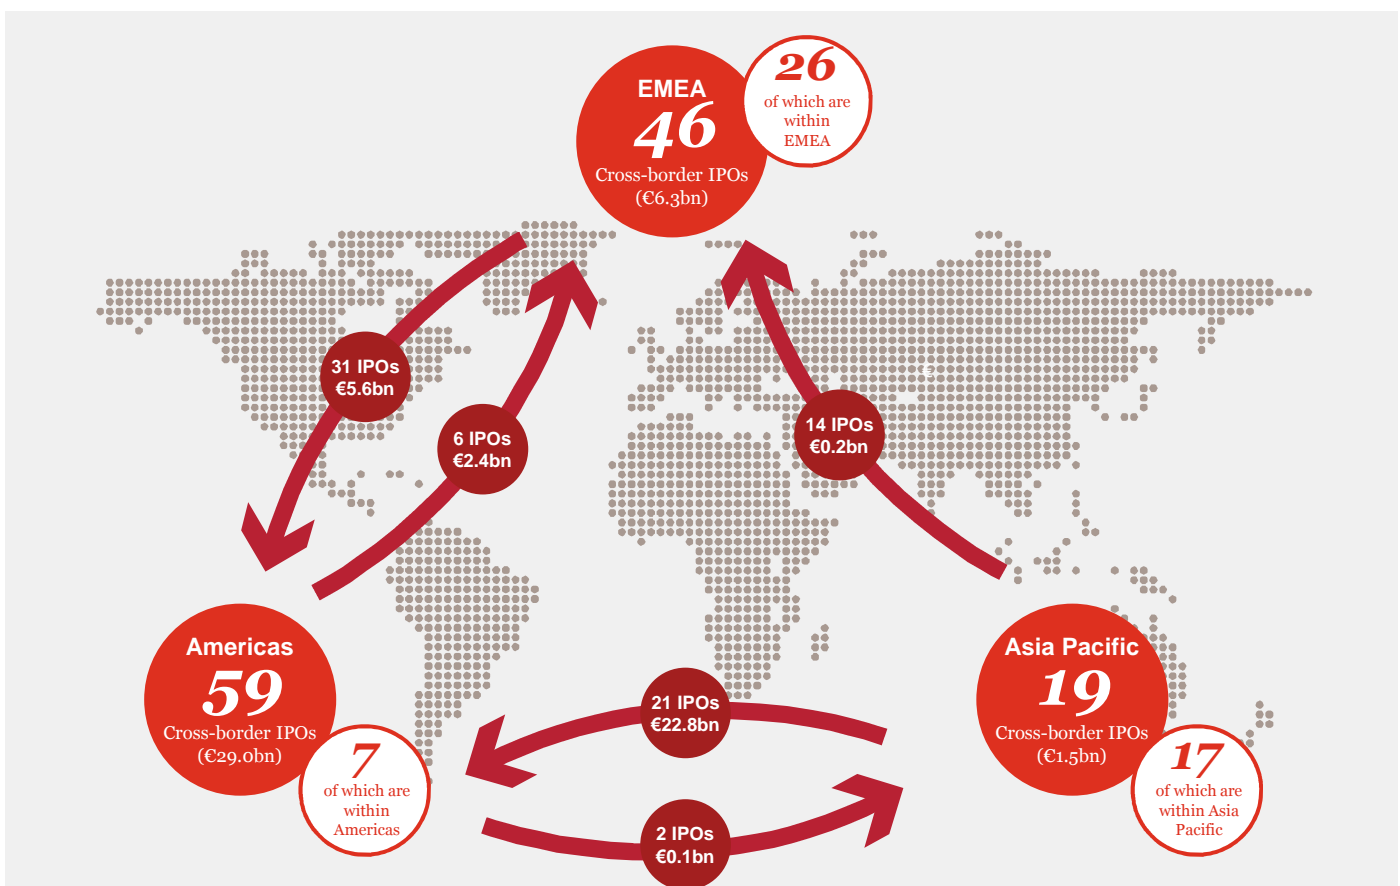 EMEA
46
Cross-border IPOs
(€6.3bn)
26
of which are
within
EMEA
31 IPOs
€5.6bn
6 IPOs
€2.4bn
€
14 IPOs
€0.2bn
Americas
59
Cross-border IPOs
(€29.0bn)
7
of which are
within
Americas
21 IPOs
€22.8bn
2 IPOs
€0.1bn
Asia Pacific
19
Cross-border IPOs
(€1.5bn)
17
of which are
within Asia
Pacific